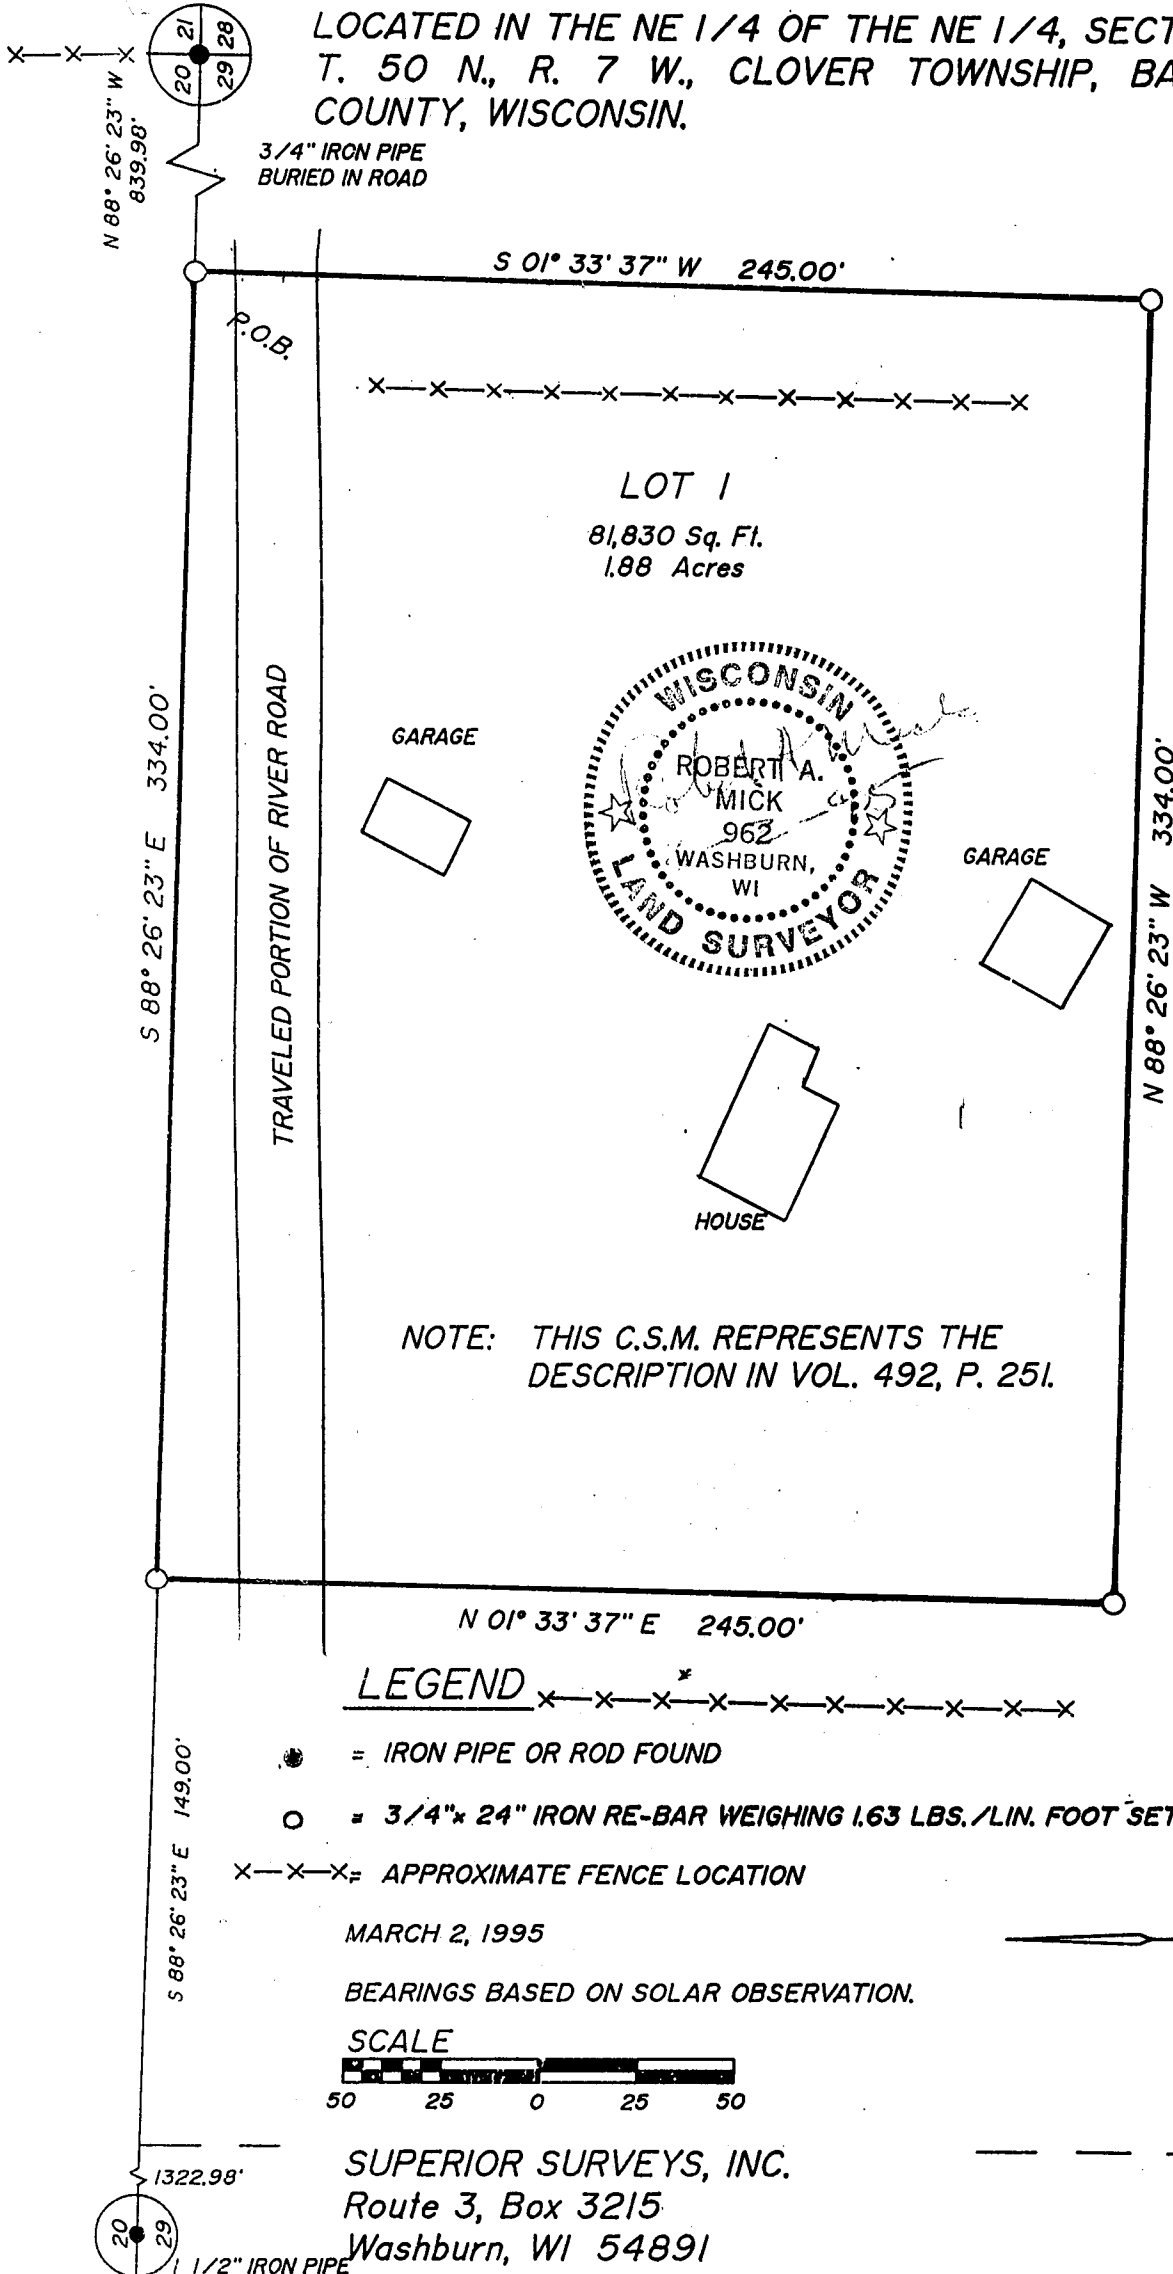 LOCATED IN THE NE 1/4 OF THE NE 1/4, SECT
T. 50 N., R. 7 W., CLOVER TOWNSHIP, BA
COUNTY, WISCONSIN.
20 21
29 28
N 88° 26' 23" W
839.98'
3/4" IRON PIPE
BURIED IN ROAD
S 01° 33' 37" W 245.00'
P.O.B.
LOT 1
81,830 Sq. Ft.
1.88 Acres
S 88° 26' 23" E 334.00'
TRAVELED PORTION OF RIVER ROAD
GARAGE
WISCONSIN
ROBERT A.
MICK
962
WASHBURN,
WI
LAND SURVEYOR
GARAGE
N 88° 26' 23" W 334.00'
HOUSE
NOTE: THIS C.S.M. REPRESENTS THE
DESCRIPTION IN VOL. 492, P. 251.
N 01° 33' 37" E 245.00'
LEGEND
= IRON PIPE OR ROD FOUND
= 3/4" x 24" IRON RE-BAR WEIGHING 1.63 LBS./LIN. FOOT SET
X—X—X= APPROXIMATE FENCE LOCATION
S 88° 26' 23" E 149.00'
MARCH 2, 1995
BEARINGS BASED ON SOLAR OBSERVATION.
SCALE
50 25 0 25 50
1322.98'
20 29
1 1/2" IRON PIPE
SUPERIOR SURVEYS, INC.
Route 3, Box 3215
Washburn, WI 54891